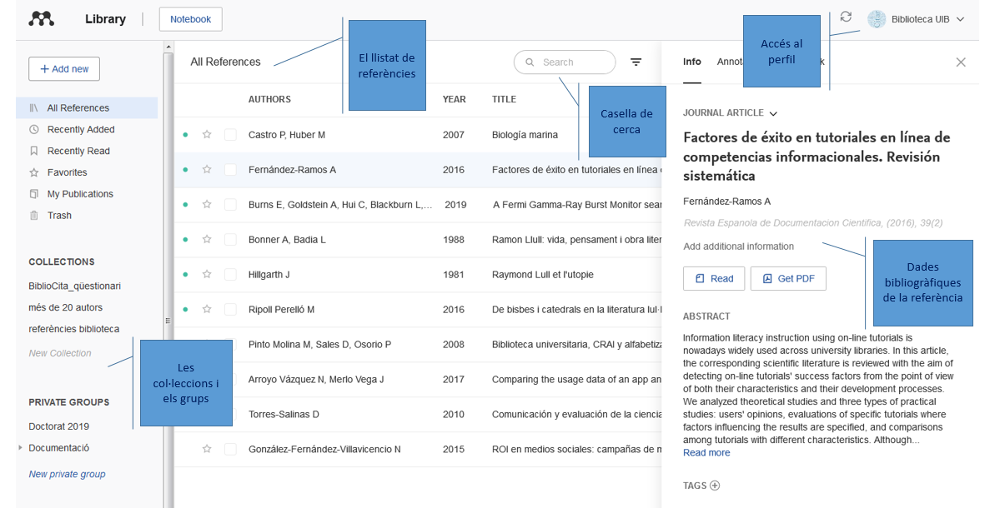 Library
Notebook
Biblioteca UIB
Accés al
perfil
Add new
All References
Recently Added
Recently Read
Favorites
My Publications
Trash
COLLECTIONS
BiblioCita_qüestionari
més de 20 autors
referències biblioteca
New Collection
Les
col·leccions i
els grups
PRIVATE GROUPS
Doctorat 2019
Documentació
New private group
All References
El llistat de
referències
Search
Casella de
cerca
AUTHORS YEAR TITLE
Castro P, Huber M 2007 Biología marina
Fernández-Ramos A 2016 Factores de éxito en tutoriales en línea
Burns E, Goldstein A, Hui C, Blackburn L,... 2019 A Fermi Gamma-Ray Burst Monitor sear
Bonner A, Badia L 1988 Ramon Llull: vida, pensament i obra liter
Hillgarth J 1981 Raymond Lull et l'utopie
Ripoll Perelló M 2016 De bisbes i catedrals en la literatura lul·l
Pinto Molina M, Sales D, Osorio P 2008 Biblioteca universitaria, CRAI y alfabetiza
Arroyo Vázquez N, Merlo Vega J 2017 Comparing the usage data of an app an
Torres-Salinas D 2010 Comunicación y evaluación de la ciencia
González-Fernández-Villavicencio N 2015 ROI en medios sociales: campañas de m
Info Annota k
JOURNAL ARTICLE
Factores de éxito en tutoriales en línea de
competencias informacionales. Revisión
sistemática
Fernández-Ramos A
Revista Espanola de Documentacion Cientifica, (2016), 39(2)
Add additional information
Dades
bibliogràfiques
de la referència
Read
Get PDF
ABSTRACT
Information literacy instruction using on-line tutorials is
nowadays widely used across university libraries. In this article,
the corresponding scientific literature is reviewed with the aim of
detecting on-line tutorials' success factors from the point of view
of both their characteristics and their development processes.
We analyzed theoretical studies and three types of practical
studies: users' opinions, evaluations of specific tutorials where
factors influencing the results are specified, and comparisons
among tutorials with different characteristics. Although...
Read more
TAGS